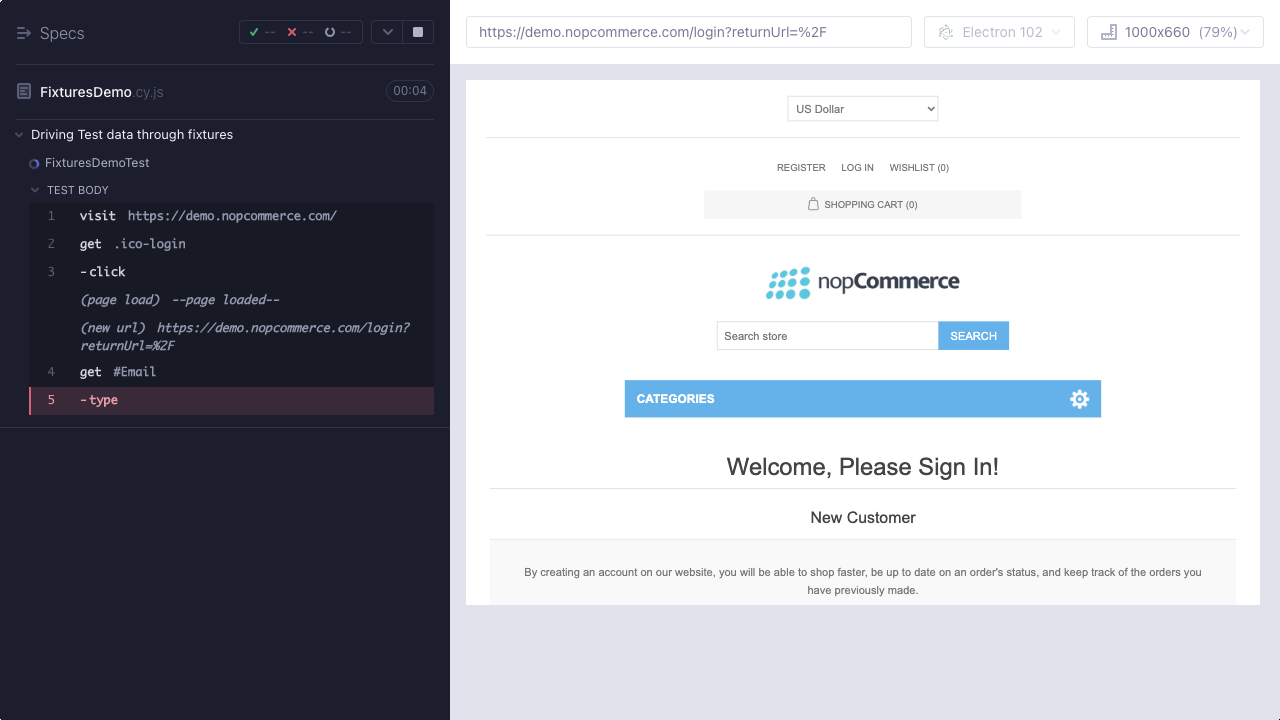 Specs
-- -- --
FixturesDemo.cy.js
00:04
Driving Test data through fixtures
FixturesDemoTest
TEST BODY
1 visit https://demo.nopcommerce.com/
2 get .ico-login
3 -click
(page load) --page loaded--
(new url) https://demo.nopcommerce.com/login?
returnUrl=%2F
4 get #Email
5 -type
https://demo.nopcommerce.com/login?returnUrl=%2F
Electron 102
1000x660 (79%)
US Dollar
REGISTER LOG IN WISHLIST (0)
SHOPPING CART (0)
nopCommerce
Search store
SEARCH
CATEGORIES
Welcome, Please Sign In!
New Customer
By creating an account on our website, you will be able to shop faster, be up to date on an order's status, and keep track of the orders you
have previously made.